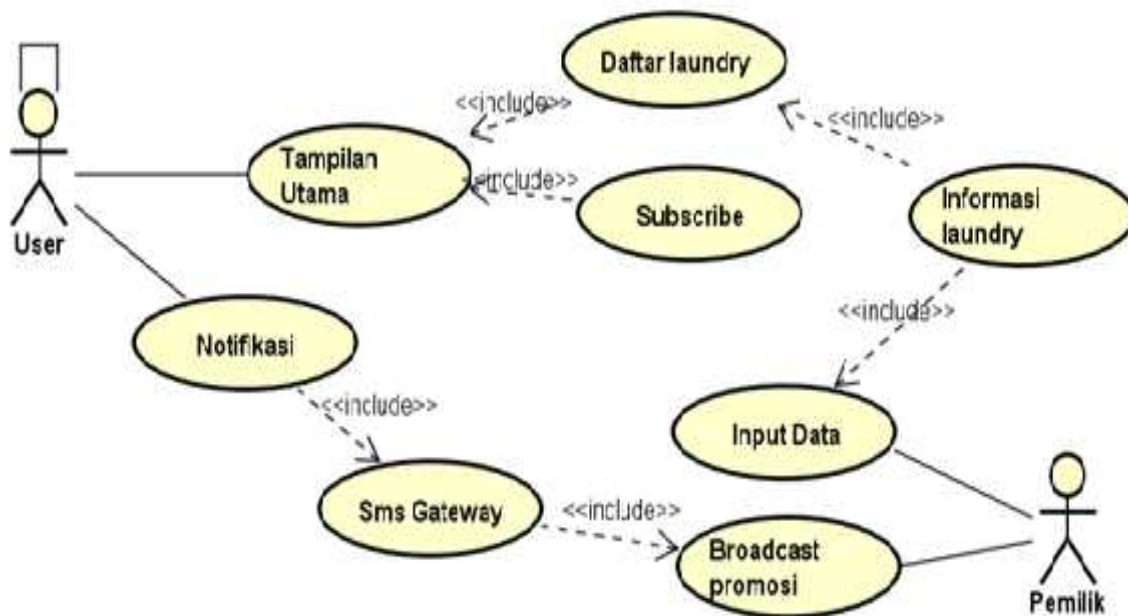 Daftar laundry
<<include>>
<<include>>
Tampilan
Utama
<<include>>
Subscribe
Informasi
laundry
User
<<include>>
Notifikasi
<<include>>
Input Data
Sms Gateway
<<include>>
Broadcast
promosi
Pemilik